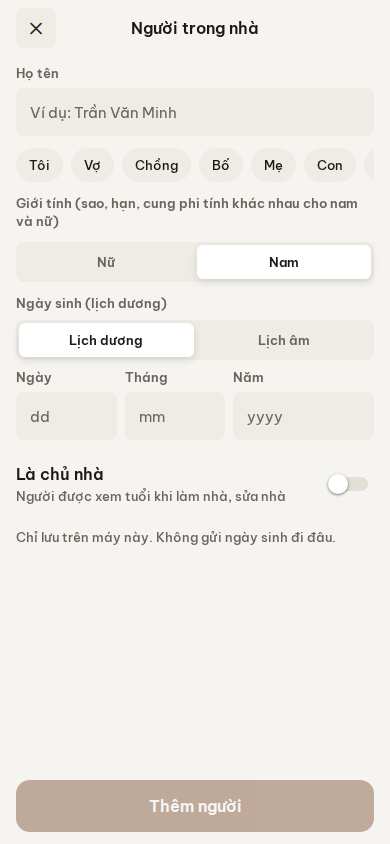 Người trong nhà
Họ tên
Ví dụ: Trần Văn Minh
Tôi Vợ Chồng Bố Mẹ Con
Giới tính (sao, hạn, cung phi tính khác nhau cho nam
và nữ)
Nữ Nam
Ngày sinh (lịch dương)
Lịch dương Lịch âm
Ngày Tháng Năm
dd mm yyyy
Là chủ nhà
Người được xem tuổi khi làm nhà, sửa nhà
Chỉ lưu trên máy này. Không gửi ngày sinh đi đâu.
Thêm người